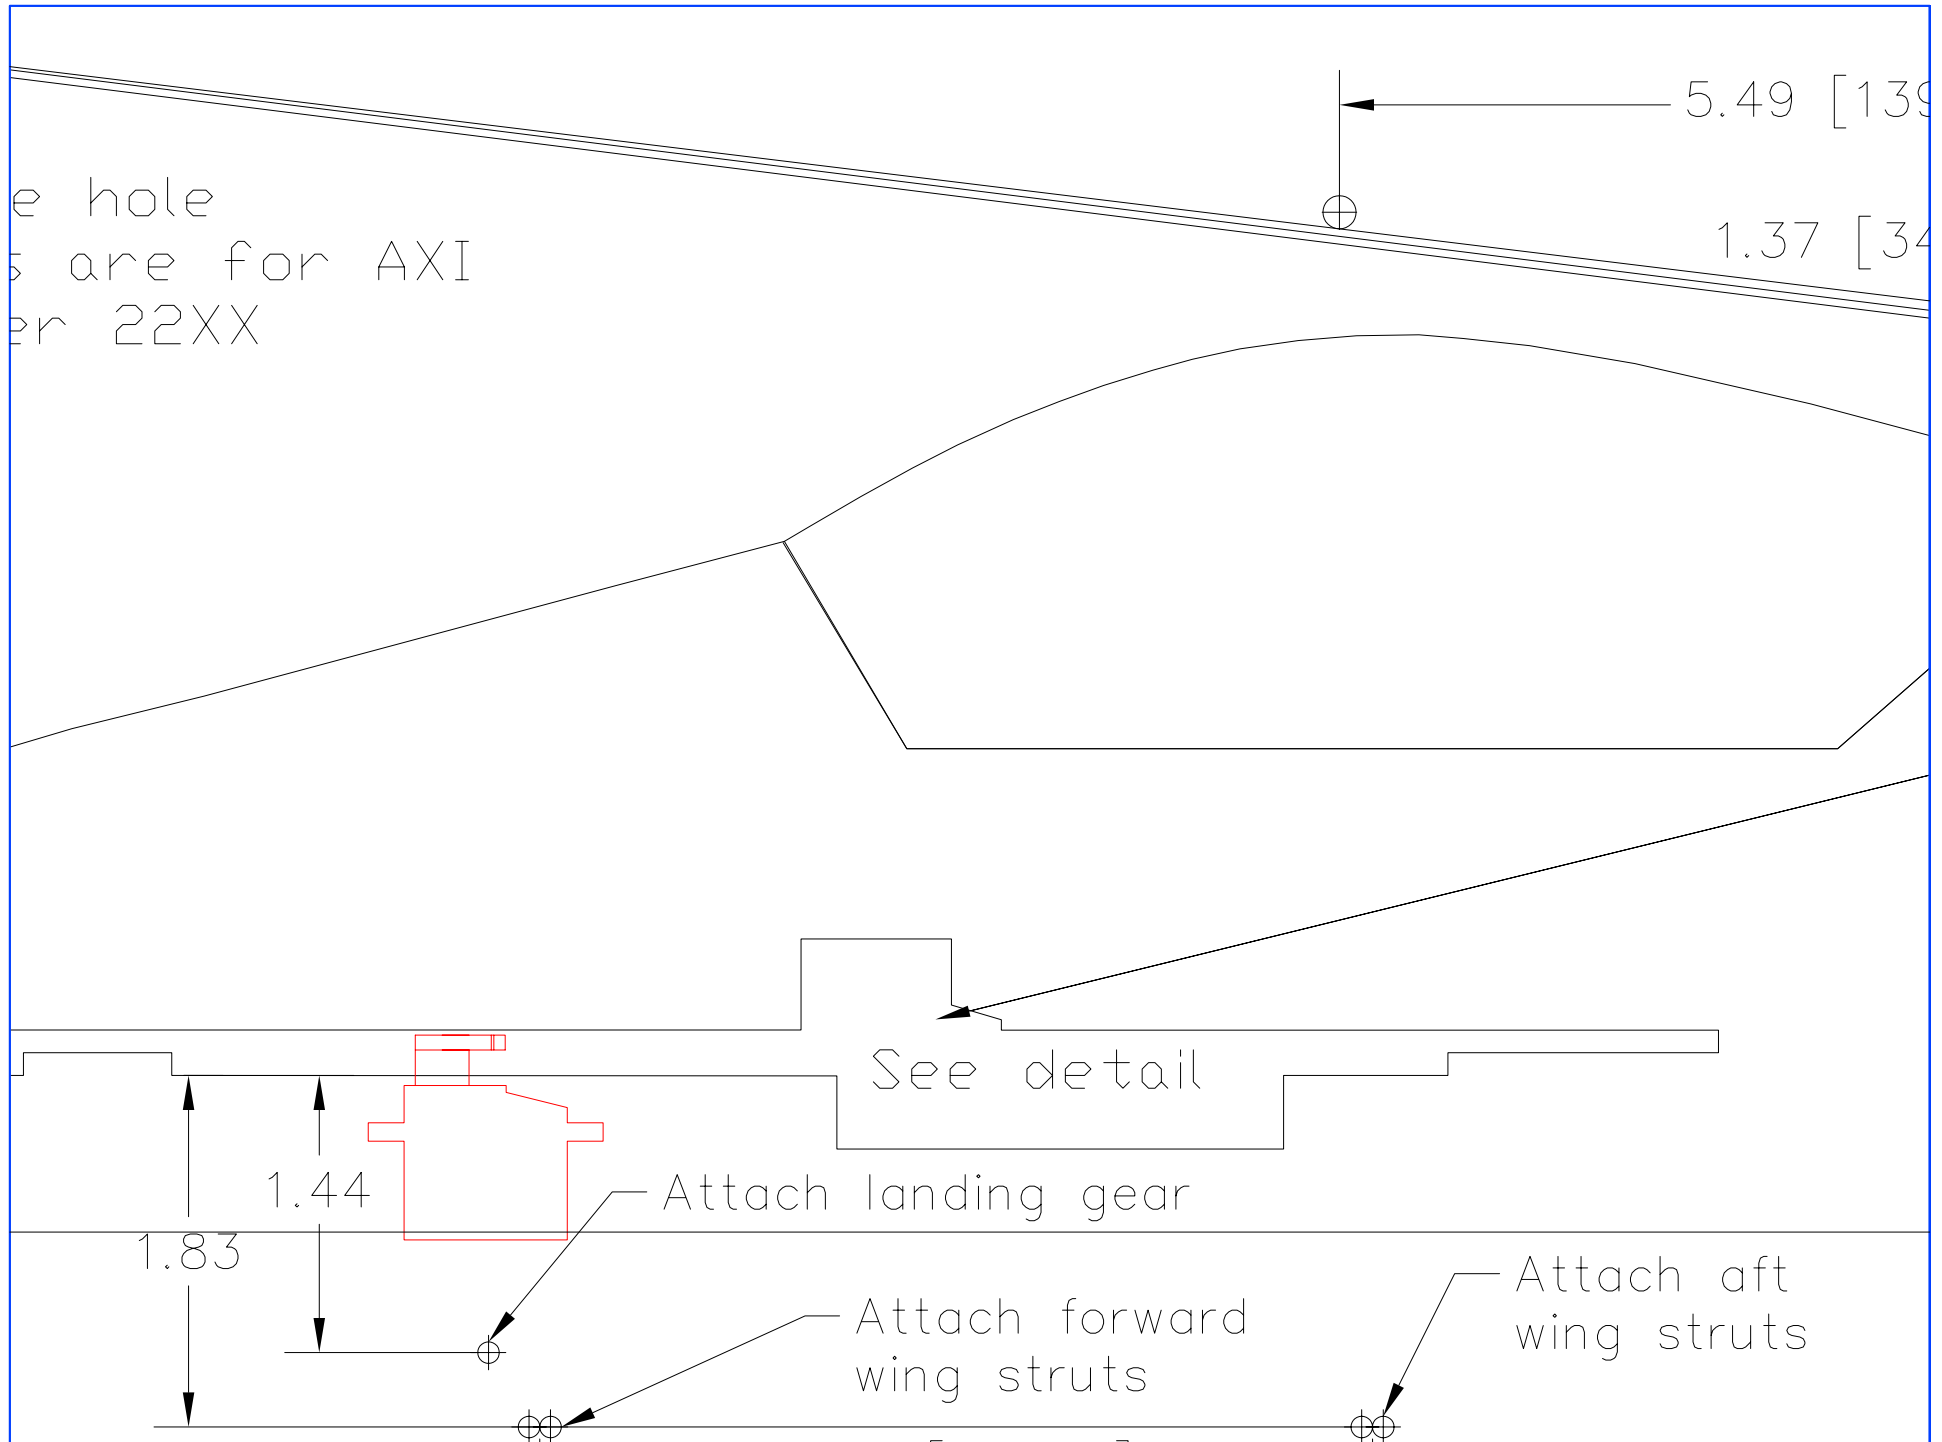 5.49 [139
e hole
1.37 [34
are for AXI
er 22XX
See detail
1.44
Attach landing gear
1.83
Attach aft
wing struts
Attach forward
wing struts